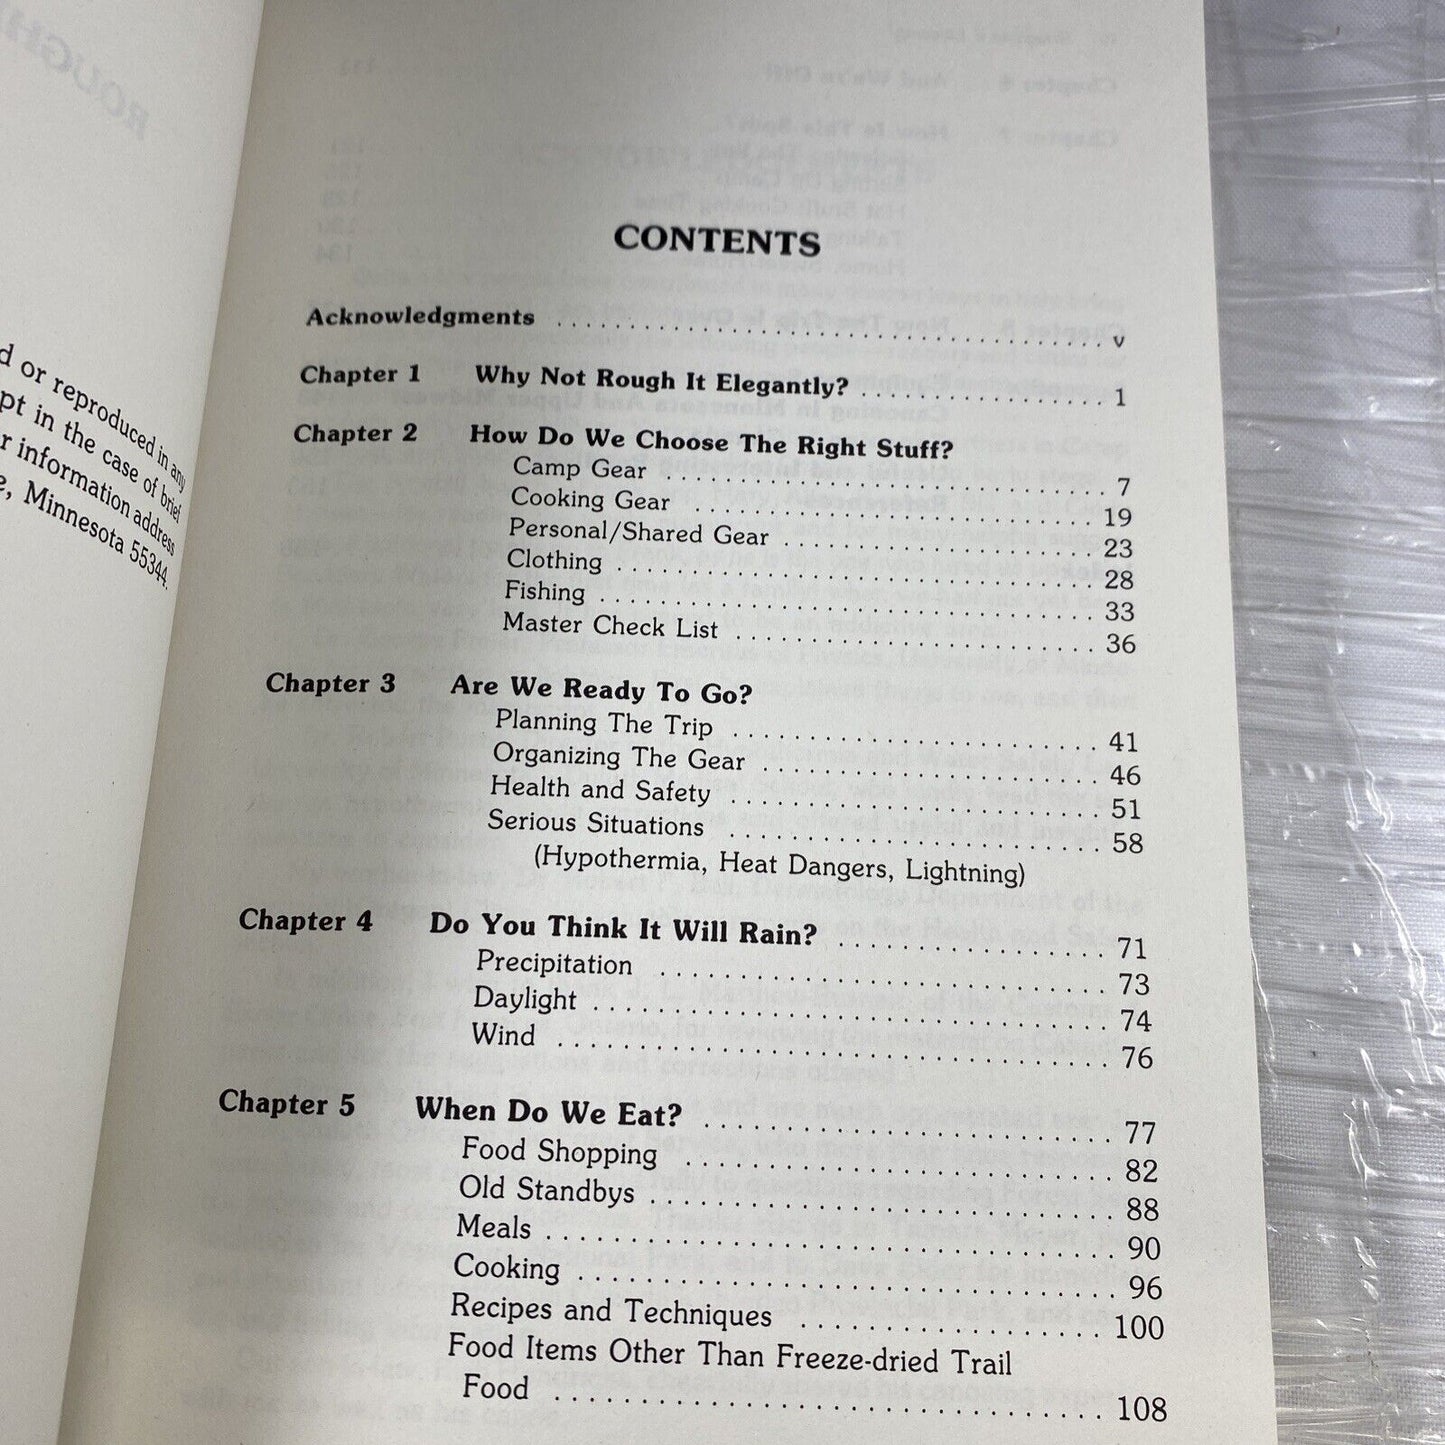 ROUGH
d or reproduced in any
pt in the case of brief
r information address
e, Minnesota 55344.
CONTENTS
Acknowledgments . . . . . . . . . . . . . . . . . . . . . . . . . . . . . . . . . . . . . . v
Chapter 1 Why Not Rough It Elegantly? . . . . . . . . . . . . . . . . . 1
Chapter 2 How Do We Choose The Right Stuff?
Camp Gear . . . . . . . . . . . . . . . . . . . . . . . . . . . . . . . . 7
Cooking Gear . . . . . . . . . . . . . . . . . . . . . . . . . . . . 19
Personal/Shared Gear . . . . . . . . . . . . . . . . . . . . . . 23
Clothing . . . . . . . . . . . . . . . . . . . . . . . . . . . . . . . . . . 28
Fishing . . . . . . . . . . . . . . . . . . . . . . . . . . . . . . . . . . . 33
Master Check List . . . . . . . . . . . . . . . . . . . . . . . . . 36
Chapter 3 Are We Ready To Go?
Planning The Trip . . . . . . . . . . . . . . . . . . . . . . . . . 41
Organizing The Gear . . . . . . . . . . . . . . . . . . . . . . . 46
Health and Safety . . . . . . . . . . . . . . . . . . . . . . . . . 51
Serious Situations . . . . . . . . . . . . . . . . . . . . . . . . . 58
(Hypothermia, Heat Dangers, Lightning)
Chapter 4 Do You Think It Will Rain? . . . . . . . . . . . . . . . . . . 71
Precipitation . . . . . . . . . . . . . . . . . . . . . . . . . . . . . . 73
Daylight . . . . . . . . . . . . . . . . . . . . . . . . . . . . . . . . . . 74
Wind . . . . . . . . . . . . . . . . . . . . . . . . . . . . . . . . . . . . . 76
Chapter 5 When Do We Eat? . . . . . . . . . . . . . . . . . . . . . . . . . . . 77
Food Shopping . . . . . . . . . . . . . . . . . . . . . . . . . . . . 82
Old Standbys . . . . . . . . . . . . . . . . . . . . . . . . . . . . . . 88
Meals . . . . . . . . . . . . . . . . . . . . . . . . . . . . . . . . . . . . . 90
Cooking . . . . . . . . . . . . . . . . . . . . . . . . . . . . . . . . . . . 96
Recipes and Techniques . . . . . . . . . . . . . . . . . . . . 100
Food Items Other Than Freeze-dried Trail
Food . . . . . . . . . . . . . . . . . . . . . . . . . . . . . . . . . . . . 108